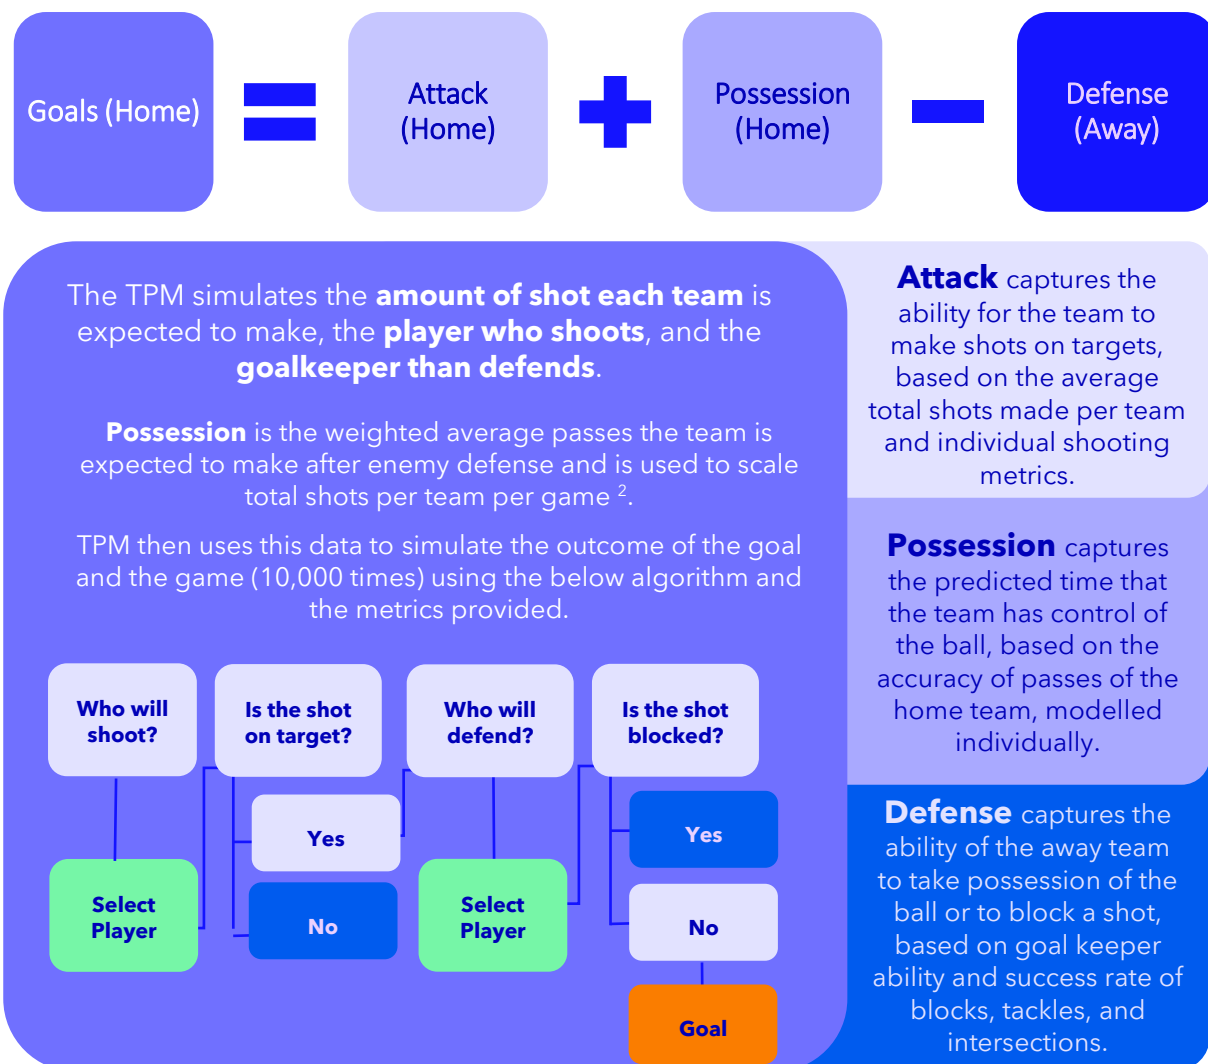 Goals (Home)
Attack
(Home)
Possession
(Home)
Defense
(Away)
The TPM simulates the amount of shot each team is
expected to make, the player who shoots, and the
goalkeeper than defends.
Possession is the weighted average passes the team is
expected to make after enemy defense and is used to scale
total shots per team per game 2.
TPM then uses this data to simulate the outcome of the goal
and the game (10,000 times) using the below algorithm and
the metrics provided.
Who will
shoot?
Is the shot
on target?
Who will
defend?
Is the shot
blocked?
Yes
Yes
Select
Player
No
Select
Player
No
Goal
Attack captures the
ability for the team to
make shots on targets,
based on the average
total shots made per team
and individual shooting
metrics.
Possession captures
the predicted time that
the team has control of
the ball, based on the
accuracy of passes of the
home team, modelled
individually.
Defense captures the
ability of the away team
to take possession of the
ball or to block a shot,
based on goal keeper
ability and success rate of
blocks, tackles, and
intersections.